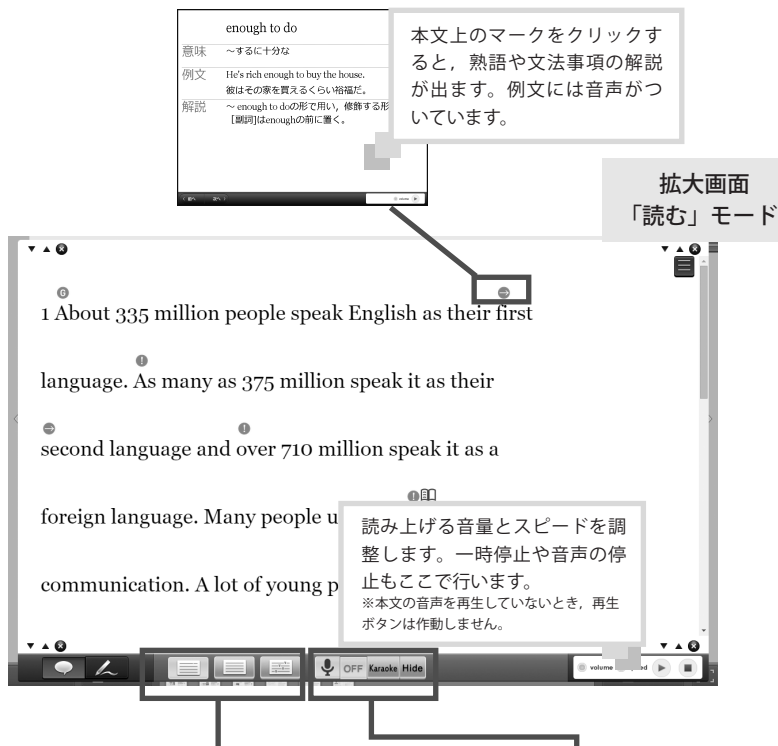 enough to do
意味 ～するに十分な
例文 He's rich enough to buy the house.
彼はその家を買えるくらい裕福だ。
解説 ～ enough to doの形で用い，修飾する形
[副詞]はenoughの前に置く。
本文上のマークをクリックす
ると，熟語や文法事項の解説
が出ます。例文には音声がつ
いています。
拡大画面
「読む」モード
G
1 About 335 million people speak English as their first
language. As many as 375 million speak it as their
second language and over 710 million speak it as a
foreign language. Many people u
communication. A lot of young p
読み上げる音量とスピードを調
整します。一時停止や音声の停
止もここで行います。
※本文の音声を再生していないとき，再生
ボタンは作動しません。
OFF Karaoke Hide
volume